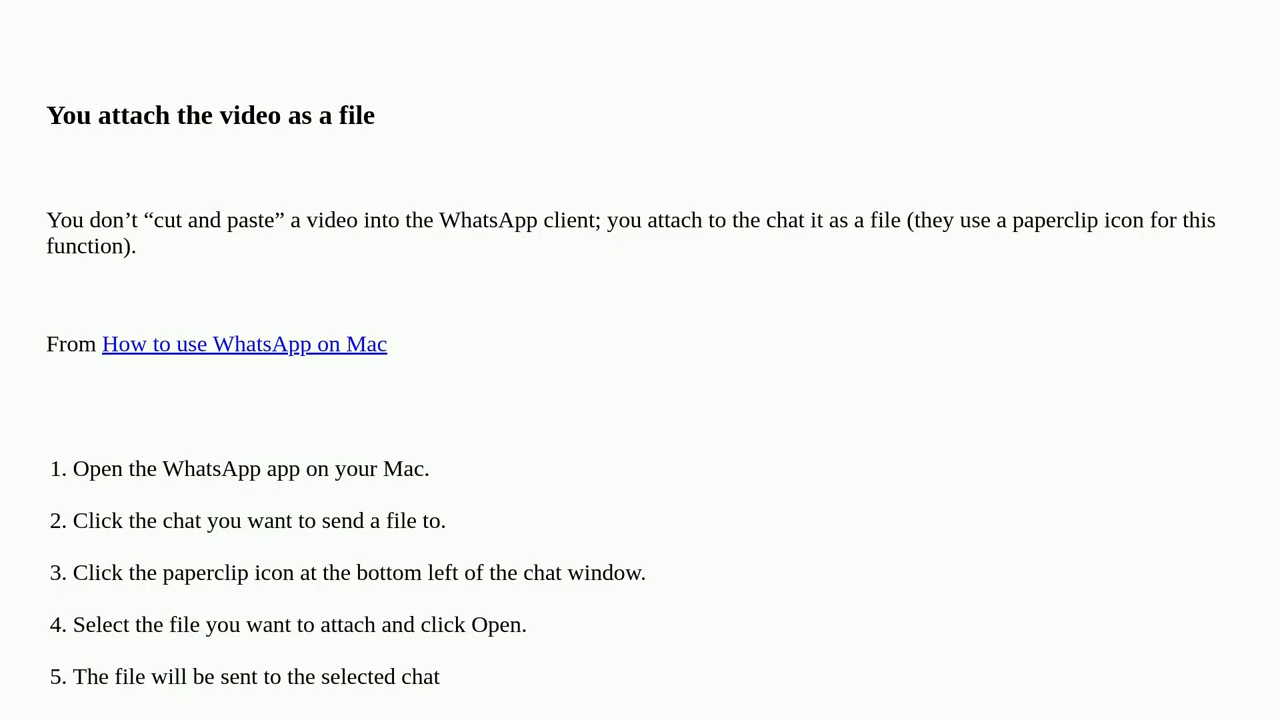 You attach the video as a file
You don’t “cut and paste” a video into the WhatsApp client; you attach to the chat it as a file (they use a paperclip icon for this
function).
From How to use WhatsApp on Mac
1. Open the WhatsApp app on your Mac.
2. Click the chat you want to send a file to.
3. Click the paperclip icon at the bottom left of the chat window.
4. Select the file you want to attach and click Open.
5. The file will be sent to the selected chat